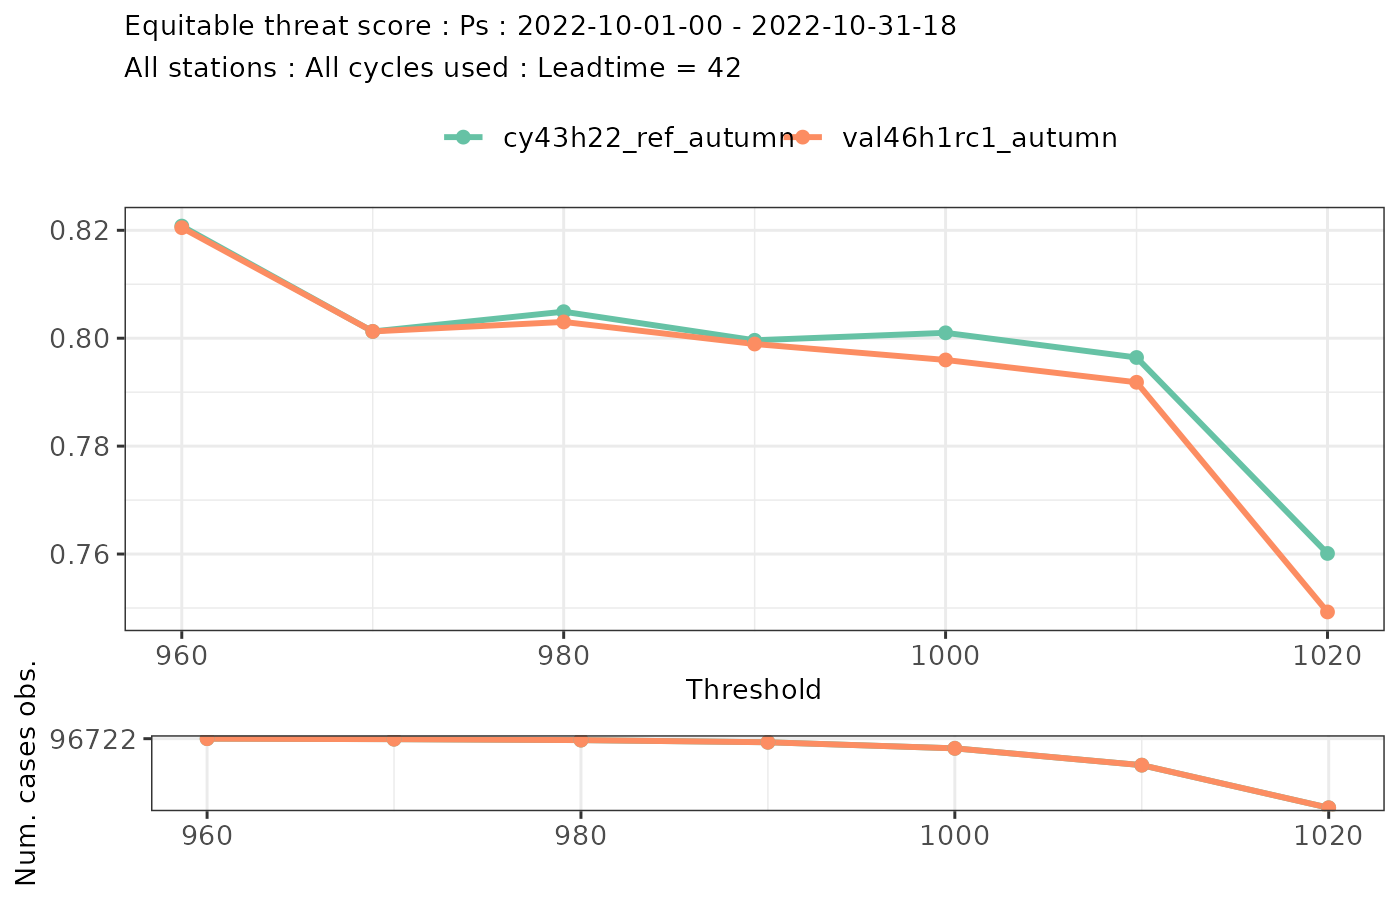 Equitable threat score : Ps : 2022-10-01-00 - 2022-10-31-18
All stations : All cycles used : Leadtime = 42
cy43h22_ref_autumn val46h1rc1_autumn
0.82
0.80
0.78
0.76
960 980 1000 1020
Threshold
Num. cases obs.
96722
960 980 1000 1020